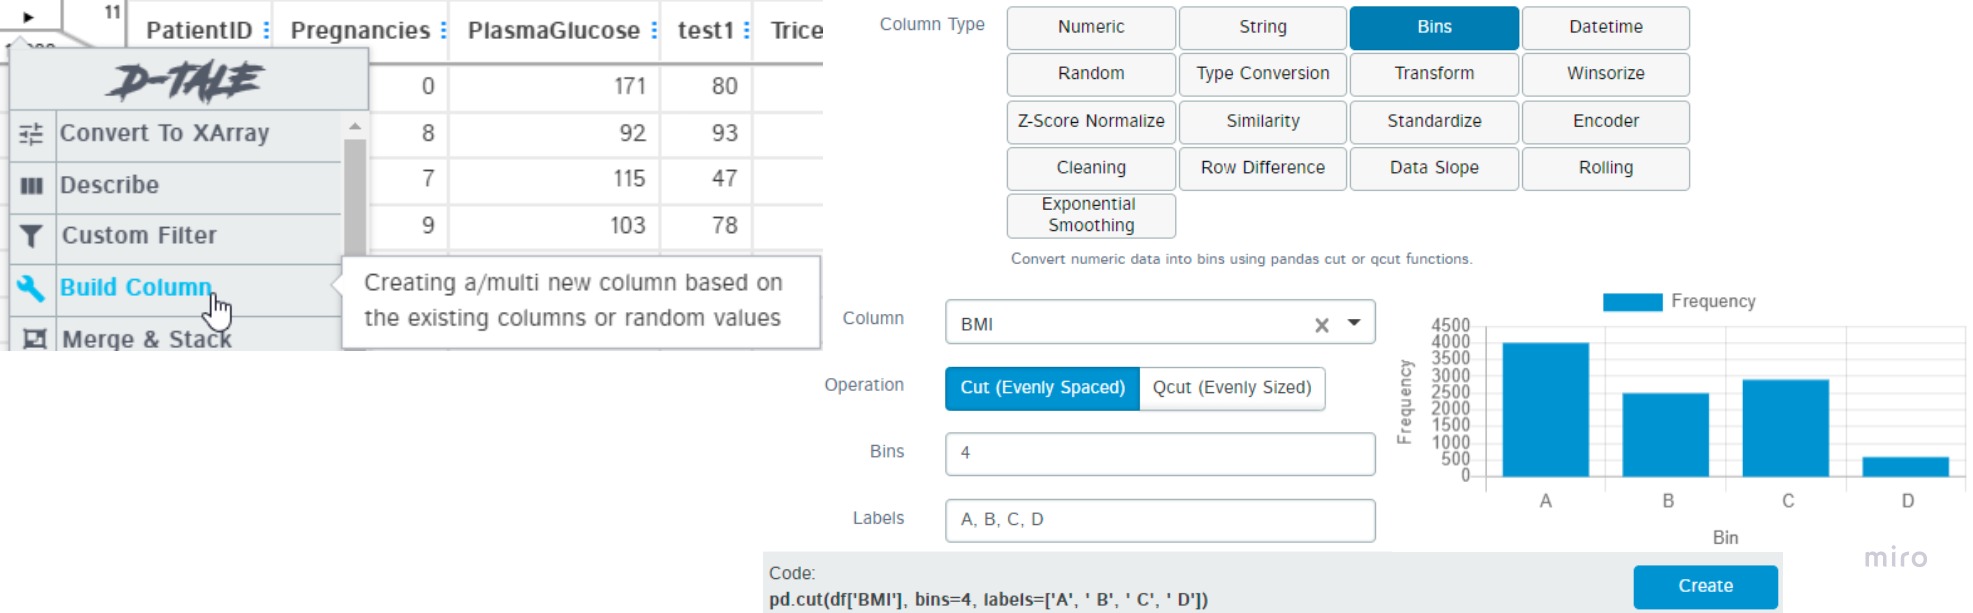 11
PatientID Pregnancies PlasmaGlucose test1 Trice
D-TALE
0 171 80
Convert To XArray
8 92 93
Describe
7 115 47
Custom Filter
9 103 78
Build Column
Creating a/multi new column based on
the existing columns or random values
Merge & Stack
Column Type
Numeric String Bins Datetime
Random Type Conversion Transform Winsorize
Z-Score Normalize Similarity Standardize Encoder
Cleaning Row Difference Data Slope Rolling
Exponential
Smoothing
Convert numeric data into bins using pandas cut or qcut functions.
Column BMI
Operation Cut (Evenly Spaced) Qcut (Evenly Sized)
Bins 4
Labels A, B, C, D
Frequency
Frequency
4500
4000
3500
3000
2500
2000
1500
1000
500
0
A B C D
Bin
miro
Code:
pd.cut(df['BMI'], bins=4, labels=['A', ' B', ' C', ' D'])
Create